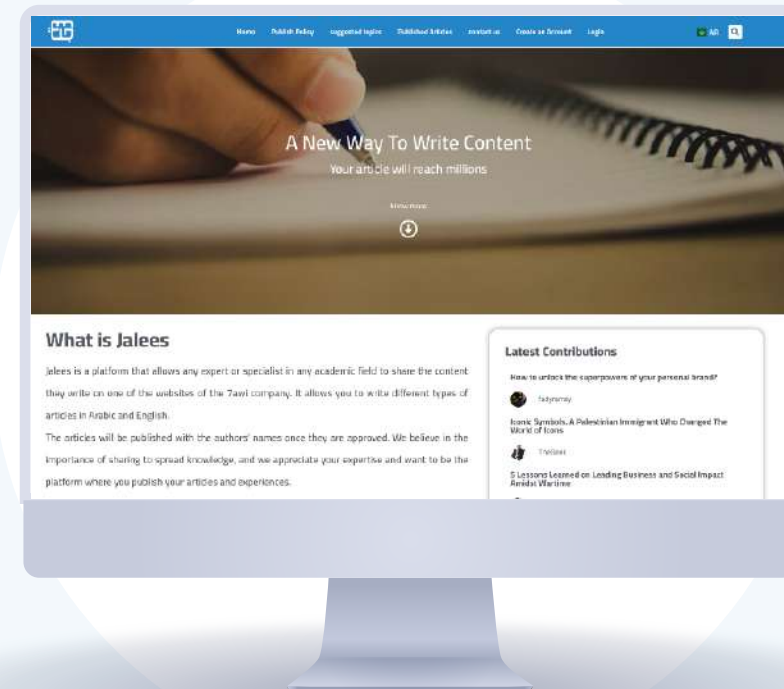 Home Publish Policy suggested topics Published Articles contact us Create an Account Login AR
A New Way To Write Content
Your article will reach millions
know more
What is Jalees
Jalees is a platform that allows any expert or specialist in any academic field to share the content
they write on one of the websites of the 7awi company. It allows you to write different types of
articles in Arabic and English.
The articles will be published with the authors' names once they are approved. We believe in the
importance of sharing to spread knowledge, and we appreciate your expertise and want to be the
platform where you publish your articles and experiences.
Latest Contributions
How to unlock the superpowers of your personal brand?
fadyramzy
Iconic Symbols. A Palestinian Immigrant Who Changed The
World of Icons
5 Lessons Learned on Leading Business and Social Impact
Amidst Wartime